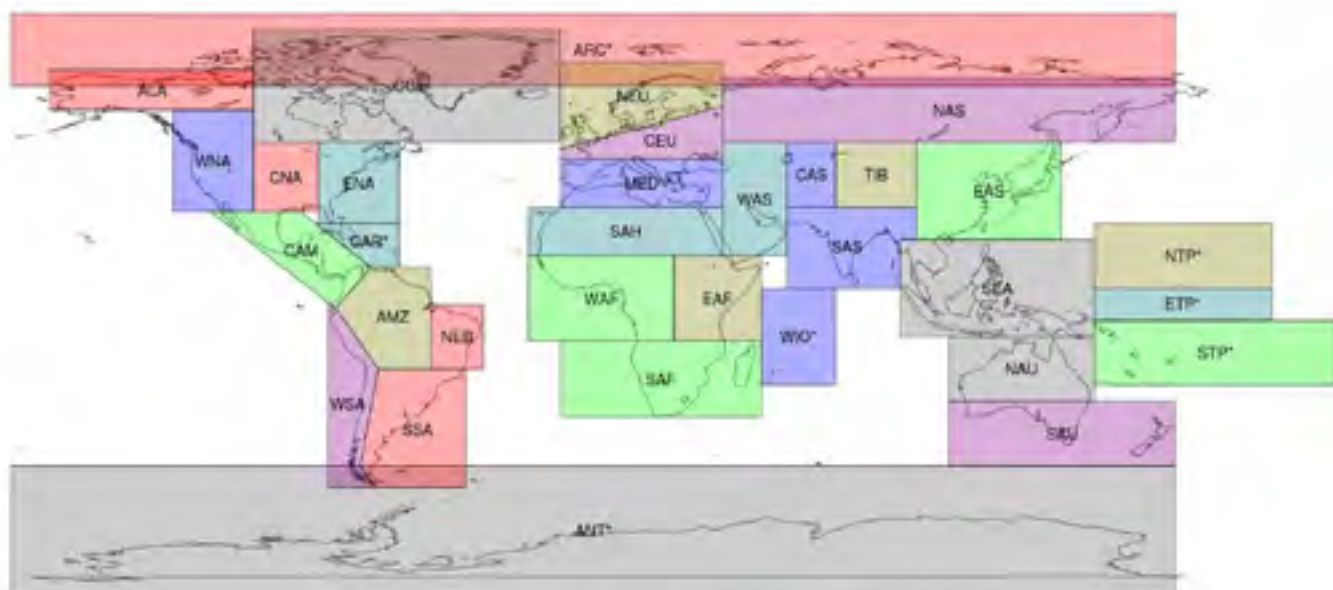 ARC*
ALA
CGI
NEU
NAS
CEU
WNA
CNA
ENA
MED
WAS
CAS
TIB
EAS
CAM
CAR*
SAH
SAS
NTP*
SEA
ETP*
WAF
EAF
AMZ
NEB
WIO*
STP*
NAU
SAF
WSA
SSA
SAU
ANT*